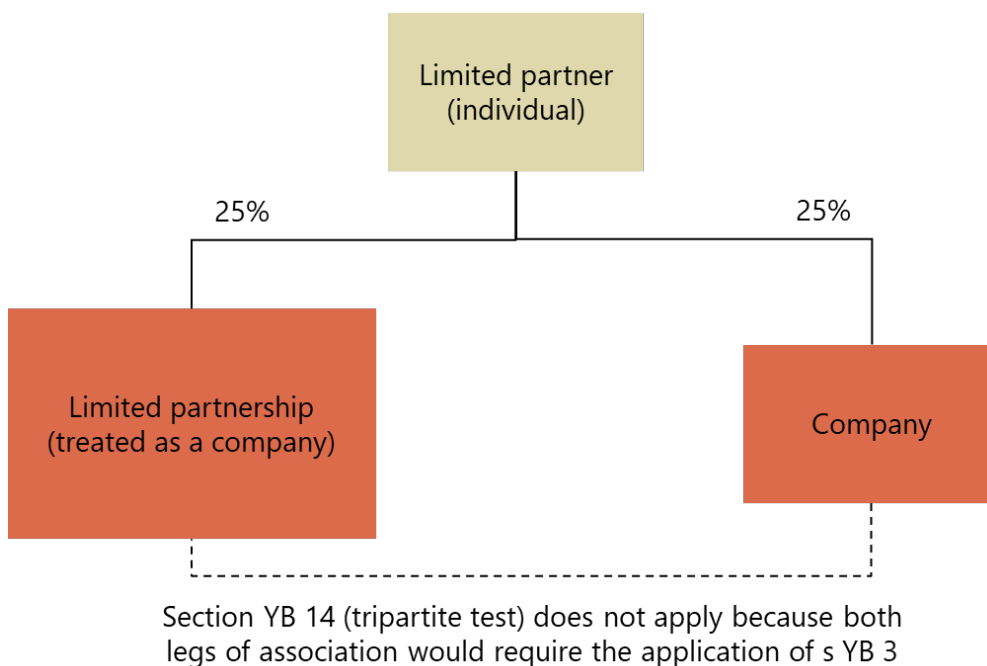 Limited partner
(individual)
25%
25%
Limited partnership
(treated as a company)
Company
Section YB 14 (tripartite test) does not apply because both
legs of association would require the application of s YB 3